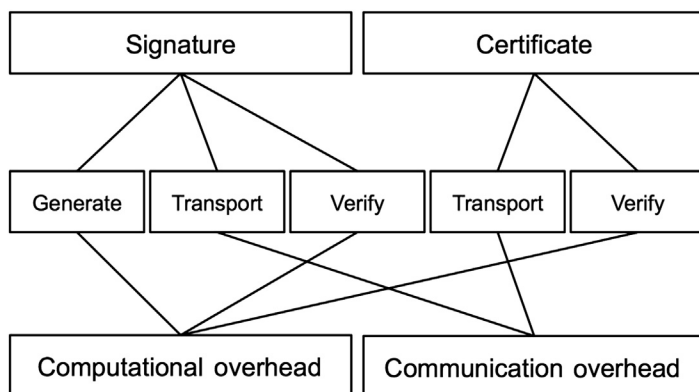 Signature
Certificate
Generate
Transport
Verify
Transport
Verify
Computational overhead
Communication overhead